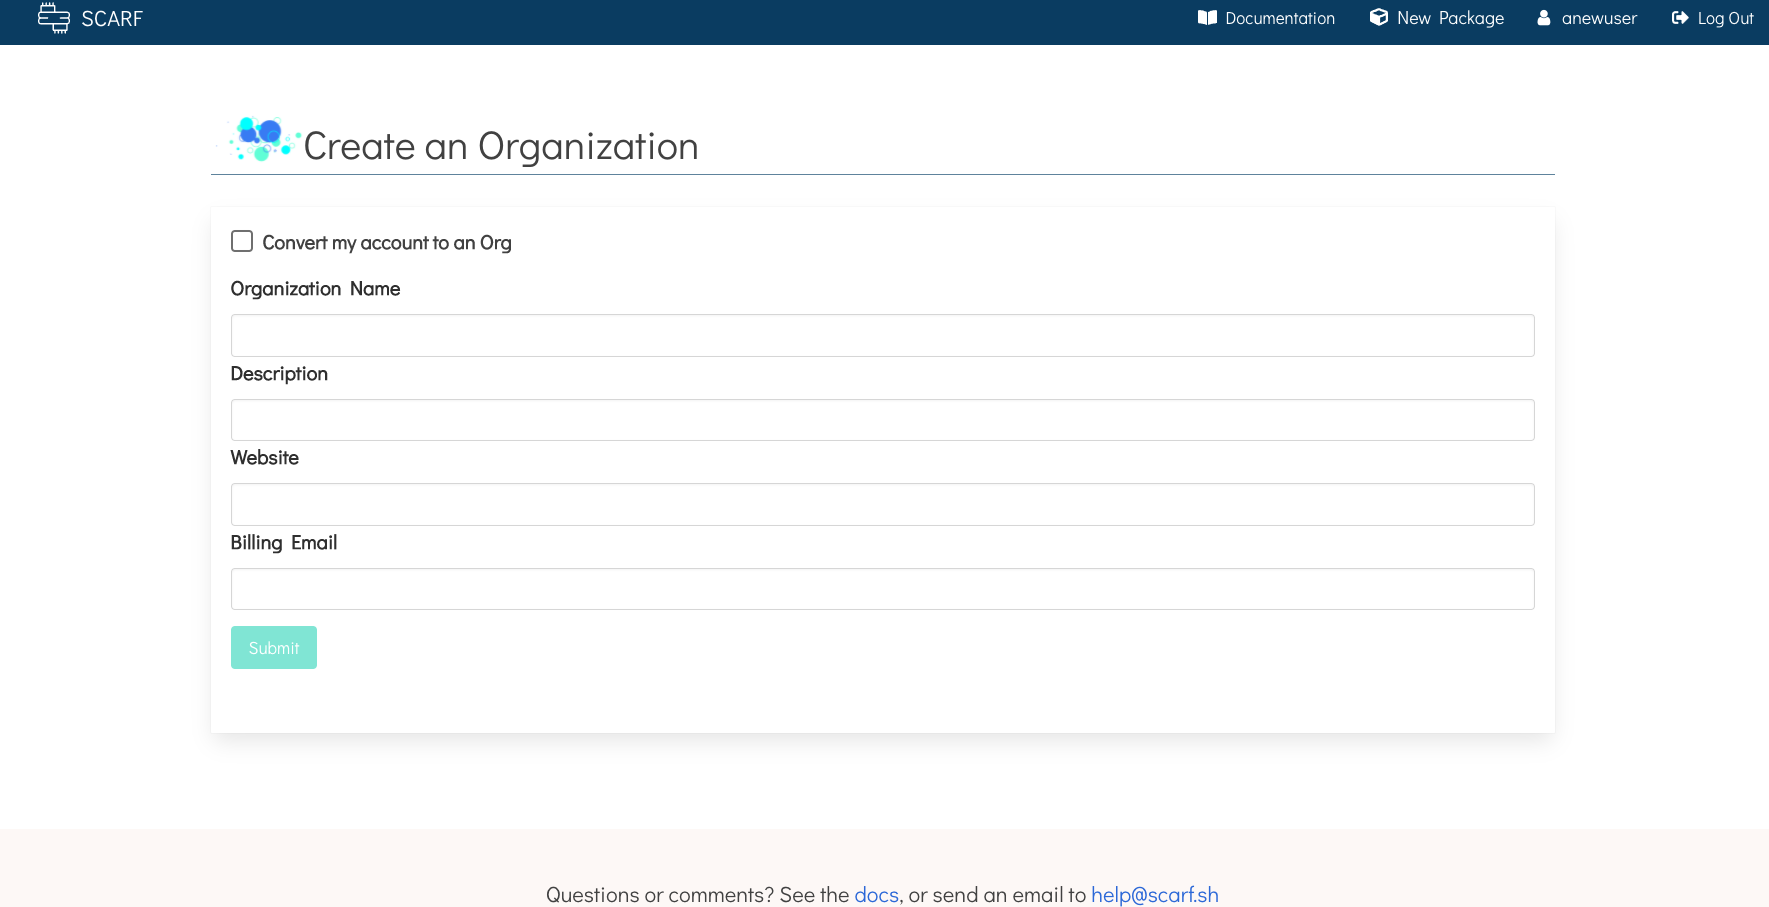 SCARF
Documentation
New Package
anewuser
Log Out
Create an Organization
Convert my account to an Org
Organization Name
Description
Website
Billing Email
Submit
Questions or comments? See the docs, or send an email to help@scarf.sh